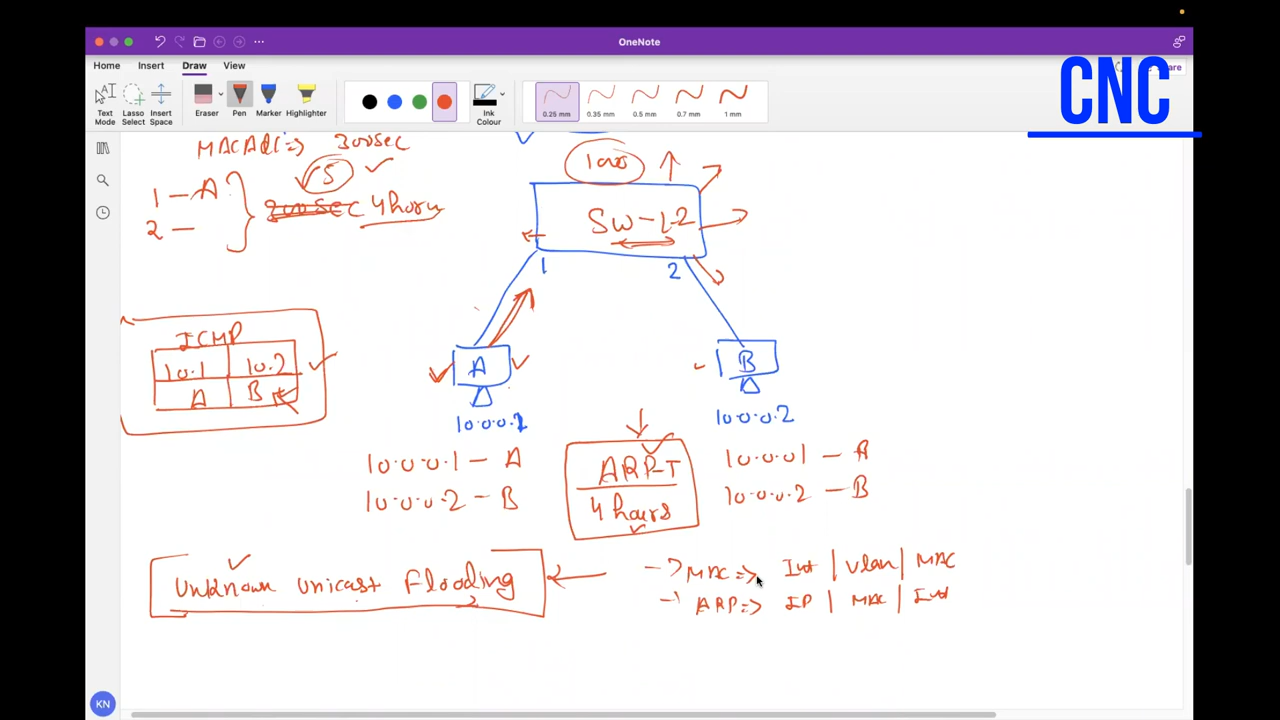 OneNote
Home Insert Draw View
Share
CNC
Text Mode
Lasso Select
Insert Space
Eraser
Pen
Marker
Highlighter
Ink Colour
0.25 mm
0.35 mm
0.5 mm
0.7 mm
1 mm
300sec
1 — A
2 —
5
4 hours
SW-L2
1
2
ICMP
10.1 10.2
A B
A
10.0.0.1
B
10.0.0.2
10.0.0.1 — A
10.0.0.2 — B
ARP-T
4 hours
10.0.0.1 — A
10.0.0.2 — B
Unknown Unicast Flooding
→ MAC => Int | Vlan | MAC
→ ARP => IP | MAC | Int
KN